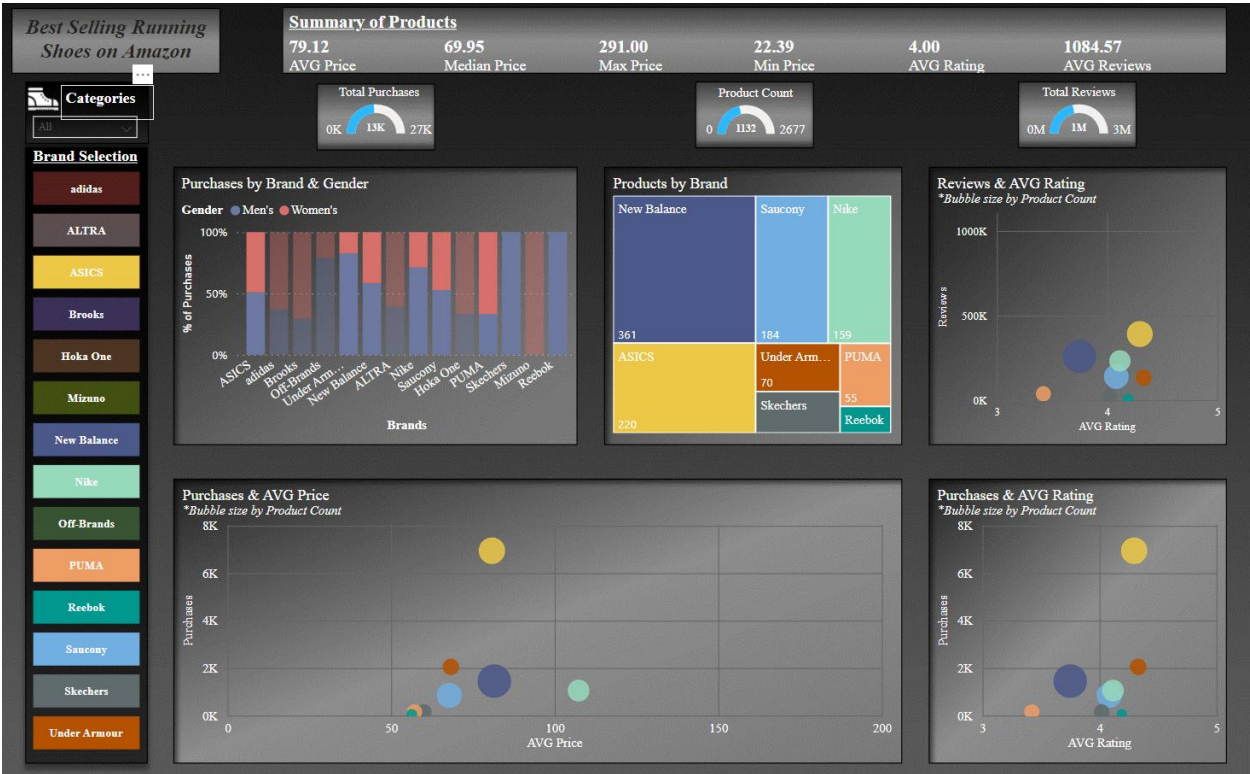 Best Selling Running
Shoes on Amazon
...
Summary of Products
79.12 69.95 291.00 22.39 4.00 1084.57
AVG Price Median Price Max Price Min Price AVG Rating AVG Reviews
Categories
All
Total Purchases
0K 13K 27K
Product Count
0 1132 2677
Total Reviews
0M 1M 3M
Brand Selection
adidas
ALTRA
ASICS
Brooks
Hoka One
Mizuno
New Balance
Nike
Off-Brands
PUMA
Reebok
Saucony
Skechers
Under Armour
Purchases by Brand & Gender
Gender Men's Women's
100%
50%
0%
% of Purchases
ASICS
adidas
Brooks
Off-Brands
Under Arm...
New Balance
ALTRA
Nike
Saucony
Hoka One
PUMA
Skechers
Mizuno
Reebok
Brands
Products by Brand
New Balance
361
Saucony
184
Nike
159
ASICS
220
Under Arm...
70
PUMA
55
Skechers
Reebok
Reviews & AVG Rating
*Bubble size by Product Count
1000K
500K
0K
Reviews
3 4 5
AVG Rating
Purchases & AVG Price
*Bubble size by Product Count
8K
6K
4K
2K
0K
Purchases
0 50 100 150 200
AVG Price
Purchases & AVG Rating
*Bubble size by Product Count
8K
6K
4K
2K
0K
Purchases
3 4 5
AVG Rating